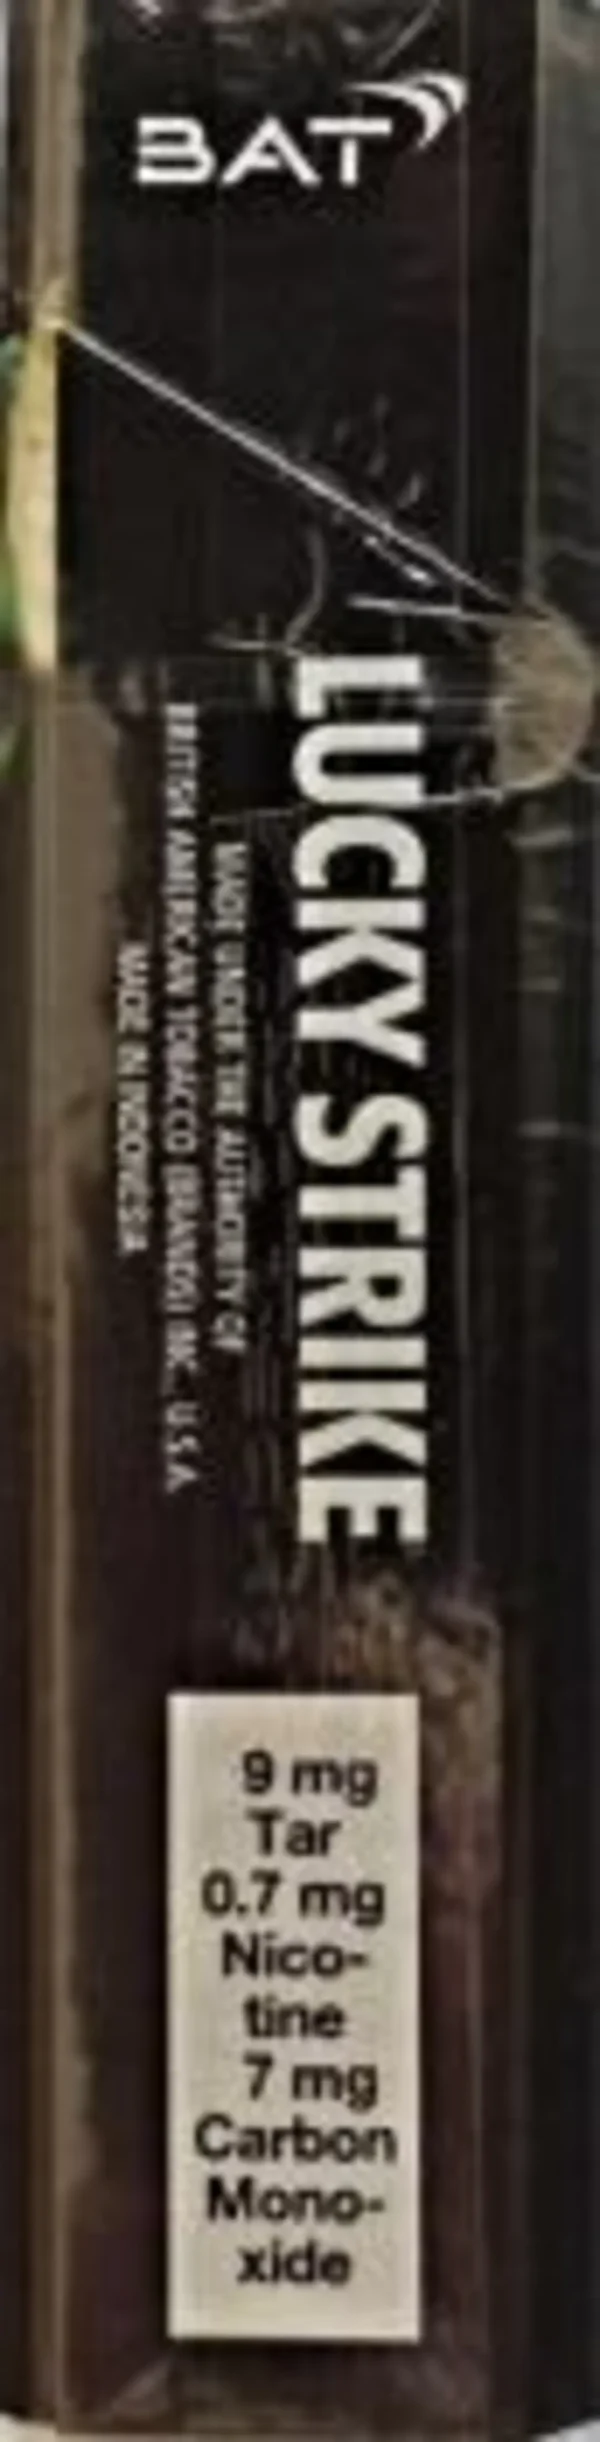 BAT
LUCKY STRIKE
MADE UNDER THE AUTHORITY OF
BRITISH AMERICAN TOBACCO (BRANDS) INC., U.S.A.
MADE IN INDONESIA
9 mg
Tar
0.7 mg
Nico-
tine
7 mg
Carbon
Mono-
xide